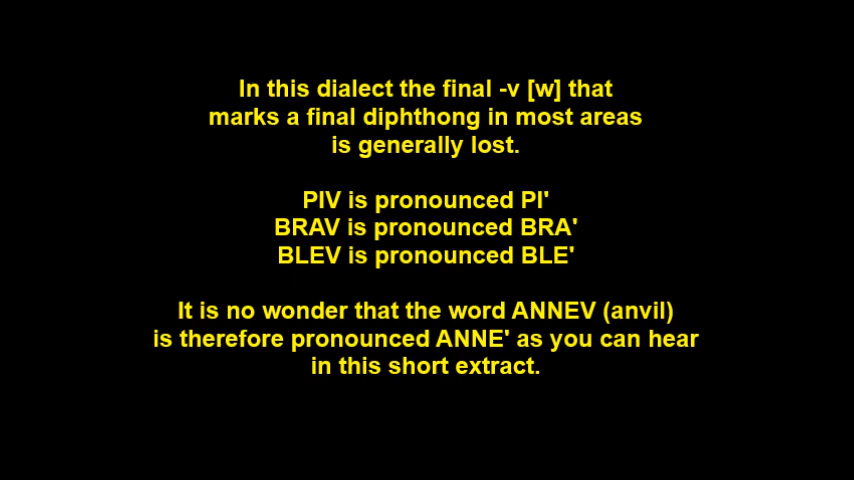 In this dialect the final -v [w] that
marks a final diphthong in most areas
is generally lost.
PIV is pronounced PI'
BRAV is pronounced BRA'
BLEV is pronounced BLE'
It is no wonder that the word ANNEV (anvil)
is therefore pronounced ANNE' as you can hear
in this short extract.